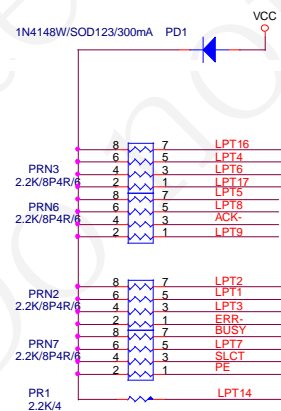 VCC
1N4148W/SOD123/300mA PD1
8 7 LPT16
6 5 LPT4
4 3 LPT6
2 1 LPT17
PRN3
2.2K/8P4R/6
8 7 LPT5
6 5 LPT8
4 3 ACK-
2 1 LPT9
PRN6
2.2K/8P4R/6
8 7 LPT2
6 5 LPT1
4 3 LPT3
2 1 ERR-
PRN2
2.2K/8P4R/6
8 7 BUSY
6 5 LPT7
4 3 SLCT
2 1 PE
PRN7
2.2K/8P4R/6
PR1 LPT14
2.2K/4